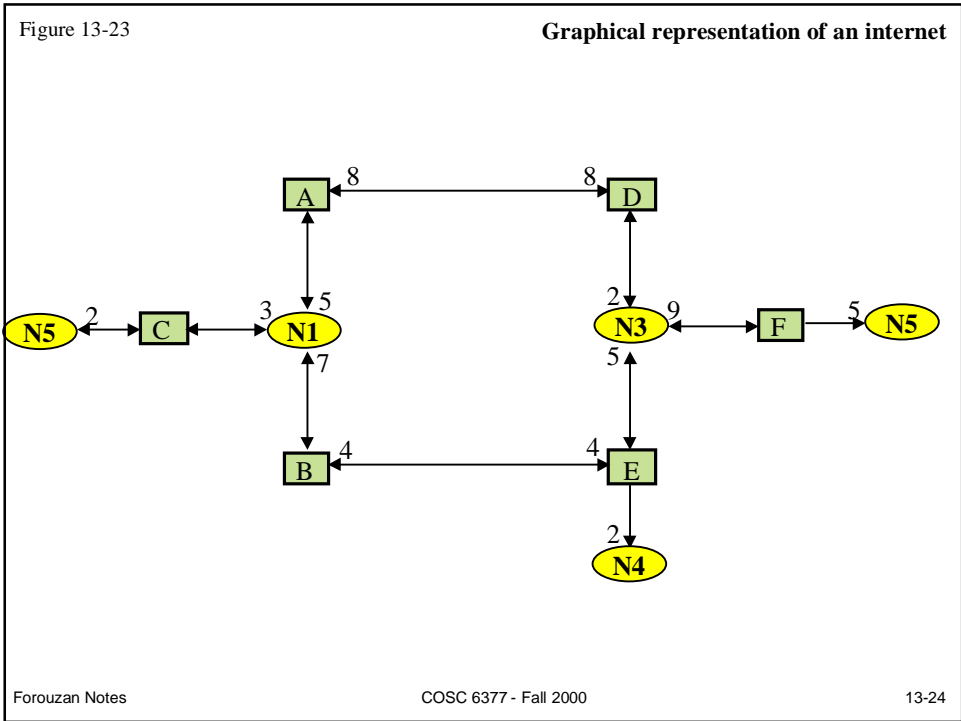 Figure 13-23 Graphical representation of an internet
A 8 8 D
N5 2 C 3 N1 5 7
2 N3 9 5 F 5 N5
B 4 4 E
2
N4
Forouzan Notes COSC 6377 - Fall 2000 13-24